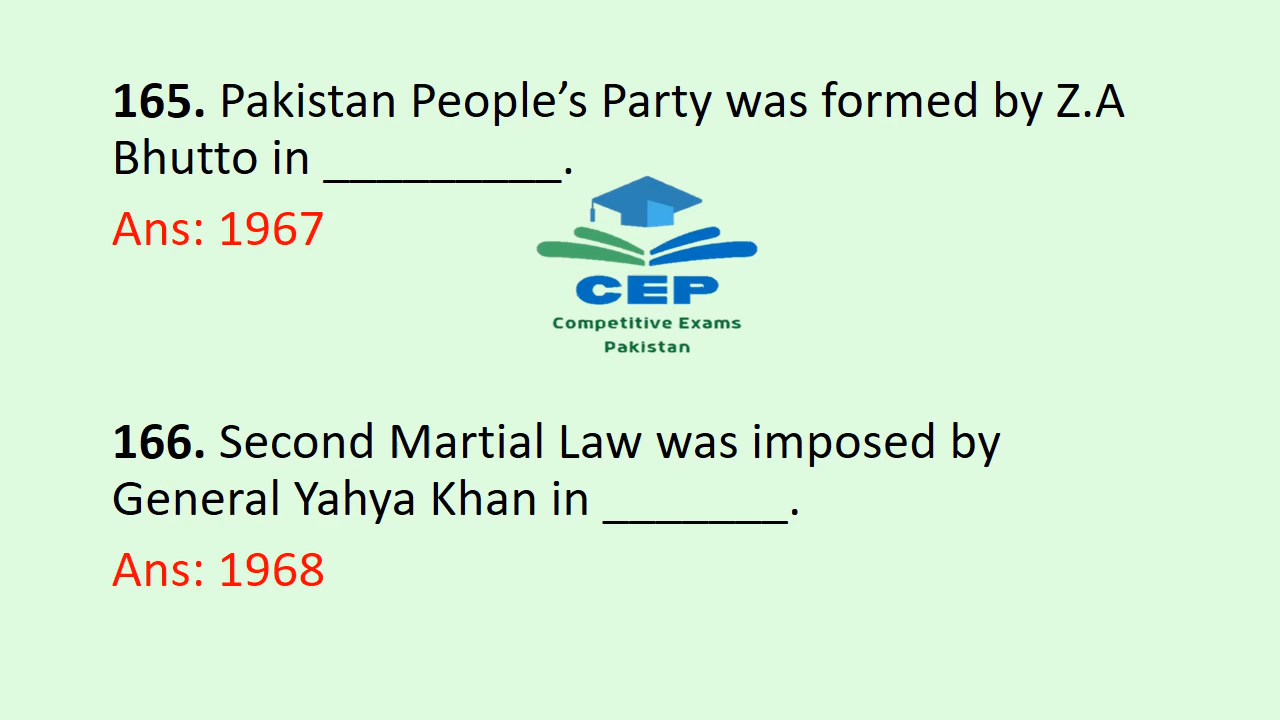 165. Pakistan People’s Party was formed by Z.A
Bhutto in _________.
Ans: 1967
CEP
Competitive Exams
Pakistan
166. Second Martial Law was imposed by
General Yahya Khan in _______.
Ans: 1968